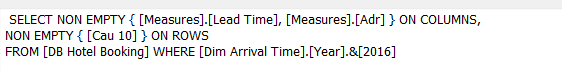 SELECT NON EMPTY { [Measures].[Lead Time], [Measures].[Adr] } ON COLUMNS,
NON EMPTY { [Cau 10] } ON ROWS
FROM [DB Hotel Booking] WHERE [Dim Arrival Time].[Year].&[2016]